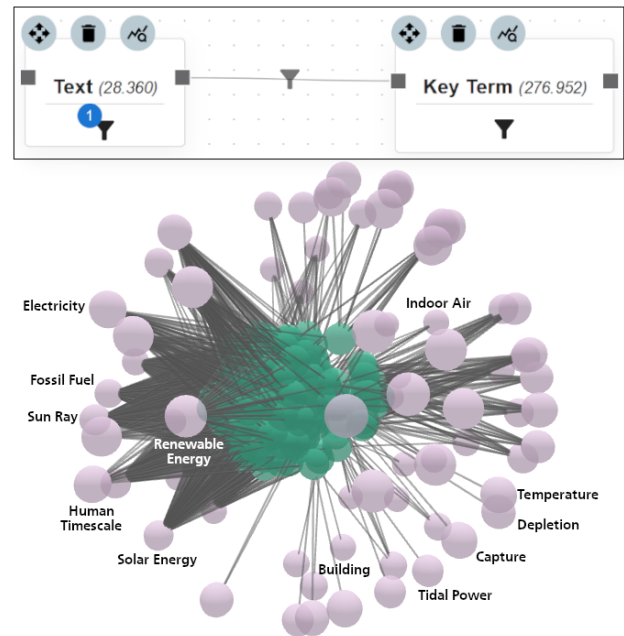 Text (28.360)
Key Term (276.952)
1
Electricity
Indoor Air
Fossil Fuel
Sun Ray
Renewable
Energy
Human
Timescale
Temperature
Depletion
Solar Energy
Capture
Building
Tidal Power